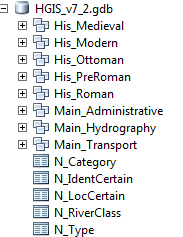 HGIS_v7_2.gdb
His_Medieval
His_Modern
His_Ottoman
His_PreRoman
His_Roman
Main_Administrative
Main_Hydrography
Main_Transport
N_Category
N_IdentCertain
N_LocCertain
N_RiverClass
N_Type